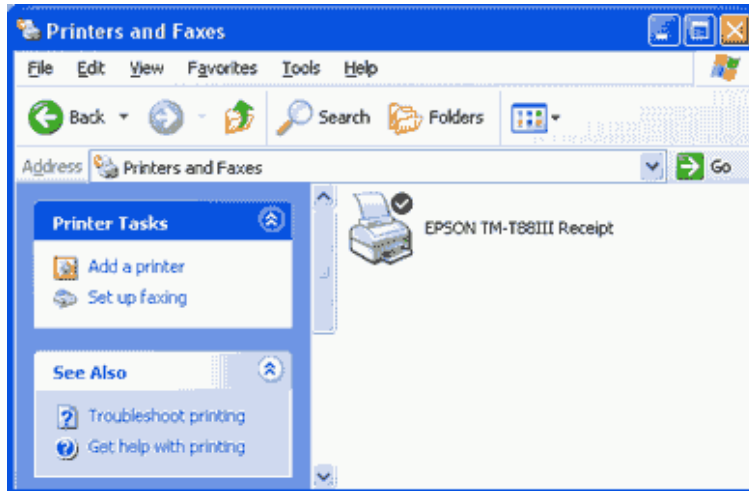 Printers and Faxes
File Edit View Favorites Tools Help
Back Search Folders
Address Printers and Faxes Go
Printer Tasks
Add a printer
Set up faxing
See Also
Troubleshoot printing
Get help with printing
EPSON TM-T88III Receipt